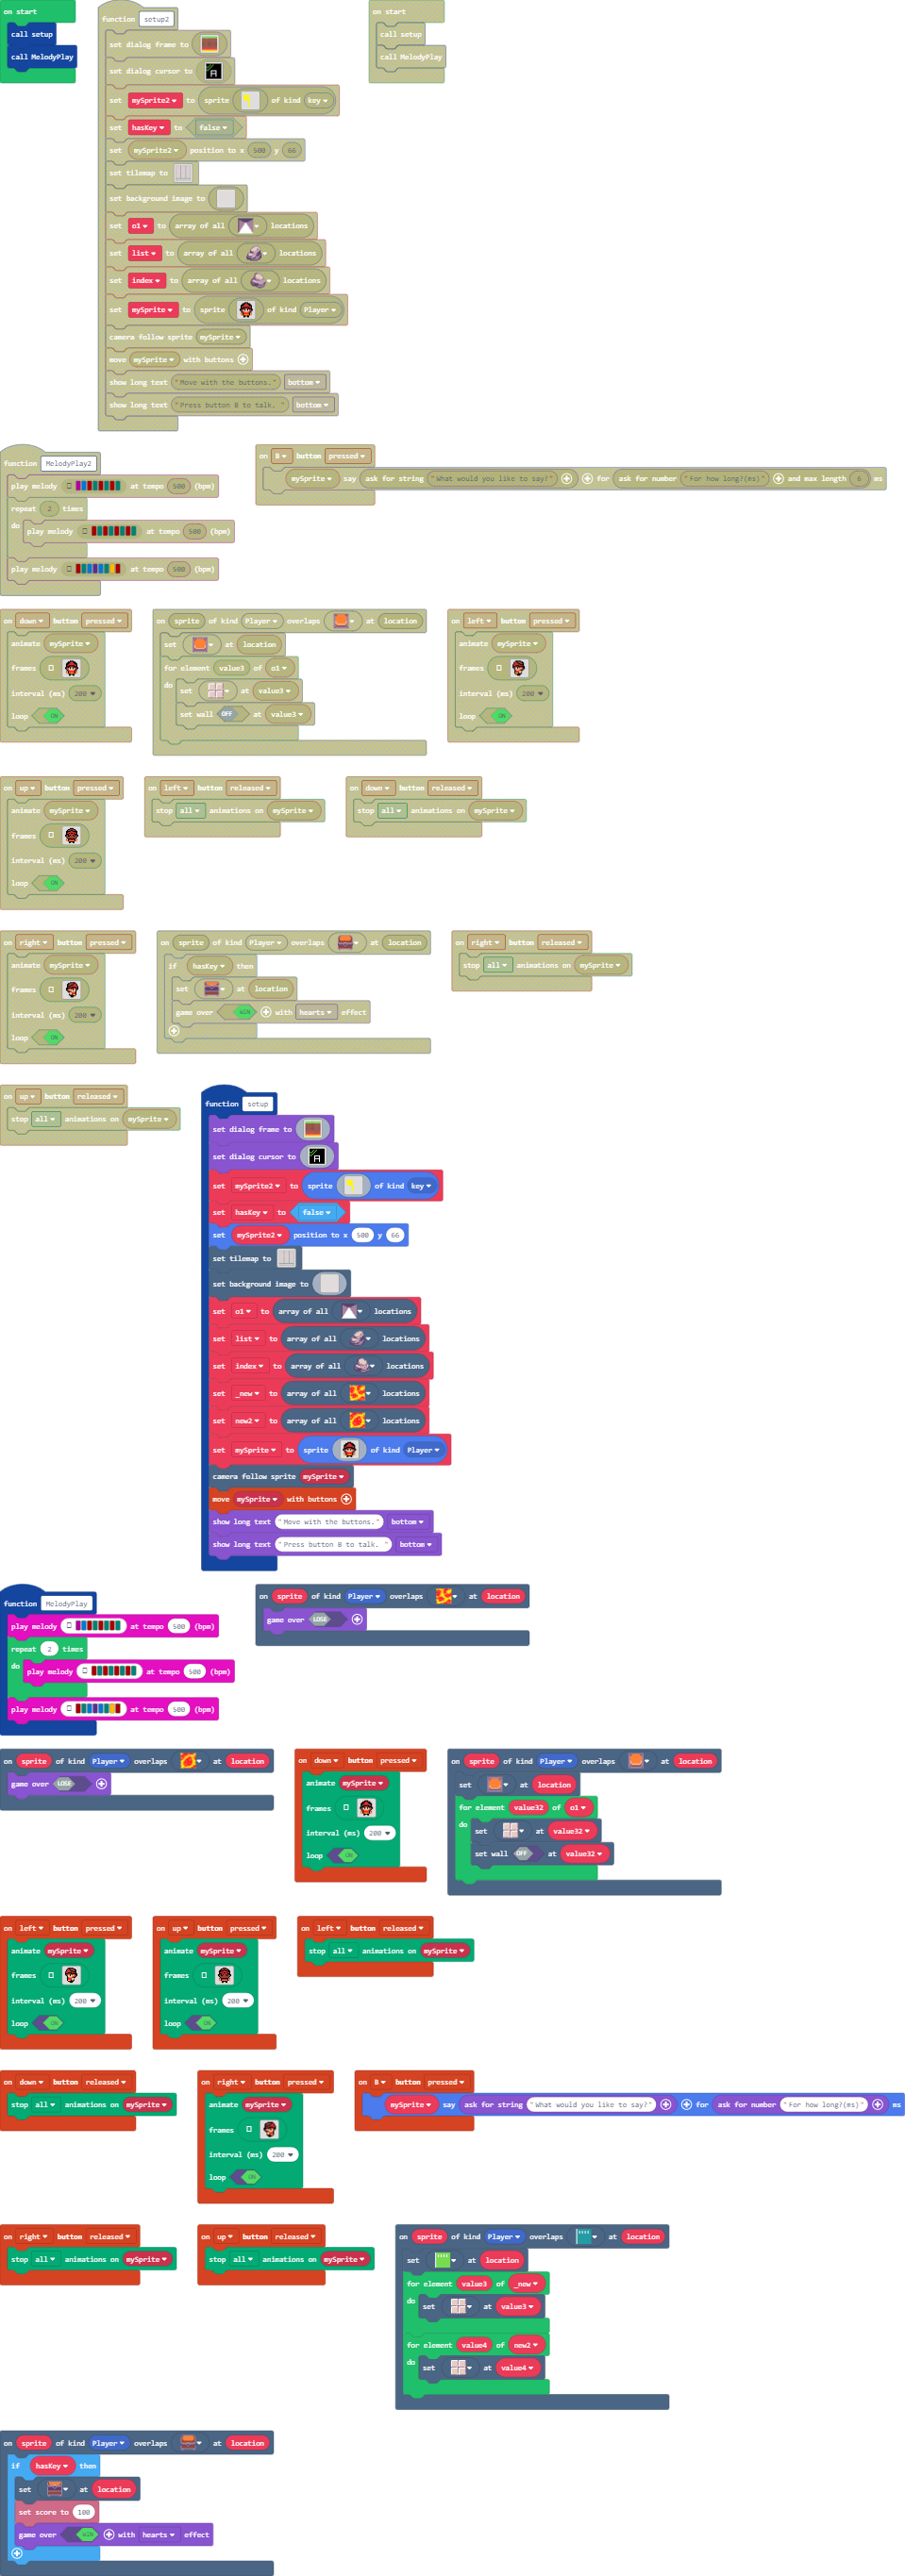 on start
call setup
call MelodyPlay
function setup2
set dialog frame to
set dialog cursor to A
set mySprite2 to sprite of kind key
set hasKey to false
set mySprite2 position to x 500 y 66
set tilemap to
set background image to
set o1 to array of all locations
set list to array of all locations
set index to array of all locations
set mySprite to sprite of kind Player
camera follow sprite mySprite
move mySprite with buttons
show long text "Move with the buttons." bottom
show long text "Press button B to talk. " bottom
on start
call setup
call MelodyPlay
function MelodyPlay2
play melody at tempo 500 (bpm)
repeat 2 times
do play melody at tempo 500 (bpm)
play melody at tempo 500 (bpm)
on B button pressed
mySprite say ask for string "What would you like to say?" for ask for number "For how long?(ms)" and max length 6 ms
on down button pressed
animate mySprite
frames
interval (ms) 200
loop ON
on sprite of kind Player overlaps at location
set at location
for element value3 of o1
do set at value3
set wall OFF at value3
on left button pressed
animate mySprite
frames
interval (ms) 200
loop ON
on up button pressed
animate mySprite
frames
interval (ms) 200
loop ON
on left button released
stop all animations on mySprite
on down button released
stop all animations on mySprite
on right button pressed
animate mySprite
frames
interval (ms) 200
loop ON
on sprite of kind Player overlaps at location
if hasKey then
set at location
game over WIN with hearts effect
on right button released
stop all animations on mySprite
on up button released
stop all animations on mySprite
function setup
set dialog frame to
set dialog cursor to A
set mySprite2 to sprite of kind key
set hasKey to false
set mySprite2 position to x 500 y 66
set tilemap to
set background image to
set o1 to array of all locations
set list to array of all locations
set index to array of all locations
set _new to array of all locations
set new2 to array of all locations
set mySprite to sprite of kind Player
camera follow sprite mySprite
move mySprite with buttons
show long text "Move with the buttons." bottom
show long text "Press button B to talk. " bottom
function MelodyPlay
play melody at tempo 500 (bpm)
repeat 2 times
do play melody at tempo 500 (bpm)
play melody at tempo 500 (bpm)
on sprite of kind Player overlaps at location
game over LOSE
on sprite of kind Player overlaps at location
game over LOSE
on down button pressed
animate mySprite
frames
interval (ms) 200
loop ON
on sprite of kind Player overlaps at location
set at location
for element value32 of o1
do set at value32
set wall OFF at value32
on left button pressed
animate mySprite
frames
interval (ms) 200
loop ON
on up button pressed
animate mySprite
frames
interval (ms) 200
loop ON
on left button released
stop all animations on mySprite
on down button released
stop all animations on mySprite
on right button pressed
animate mySprite
frames
interval (ms) 200
loop ON
on B button pressed
mySprite say ask for string "What would you like to say?" for ask for number "For how long?(ms)" ms
on right button released
stop all animations on mySprite
on up button released
stop all animations on mySprite
on sprite of kind Player overlaps at location
set at location
for element value3 of _new
do set at value3
for element value4 of new2
do set at value4
on sprite of kind Player overlaps at location
if hasKey then
set at location
set score to 100
game over WIN with hearts effect